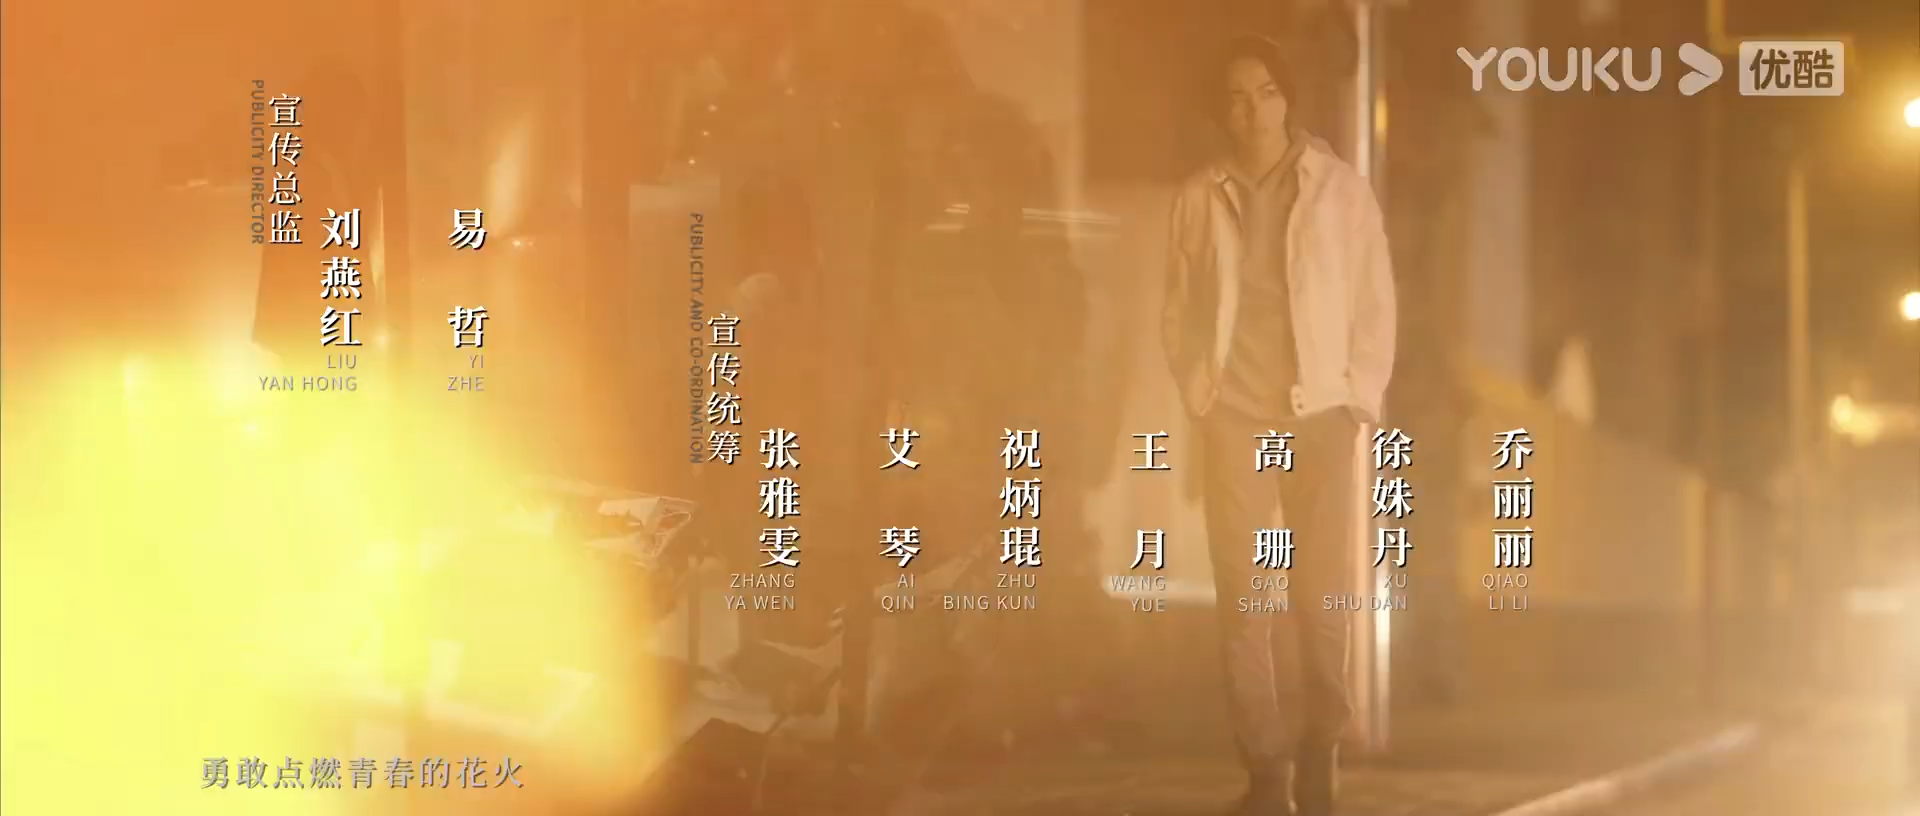 YOUKU 优酷
宣传总监
PUBLICITY DIRECTOR
刘燕红
LIU
YAN HONG
易哲
YI
ZHE
宣传统筹
PUBLICITY AND CO-ORDINATION
张雅雯
ZHANG
YA WEN
艾琴
AI
QIN
祝炳琨
ZHU
BING KUN
王月
WANG
YUE
高珊
GAO
SHAN
徐姝丹
XU
SHU DAN
乔丽丽
QIAO
LI LI
勇敢点燃青春的花火